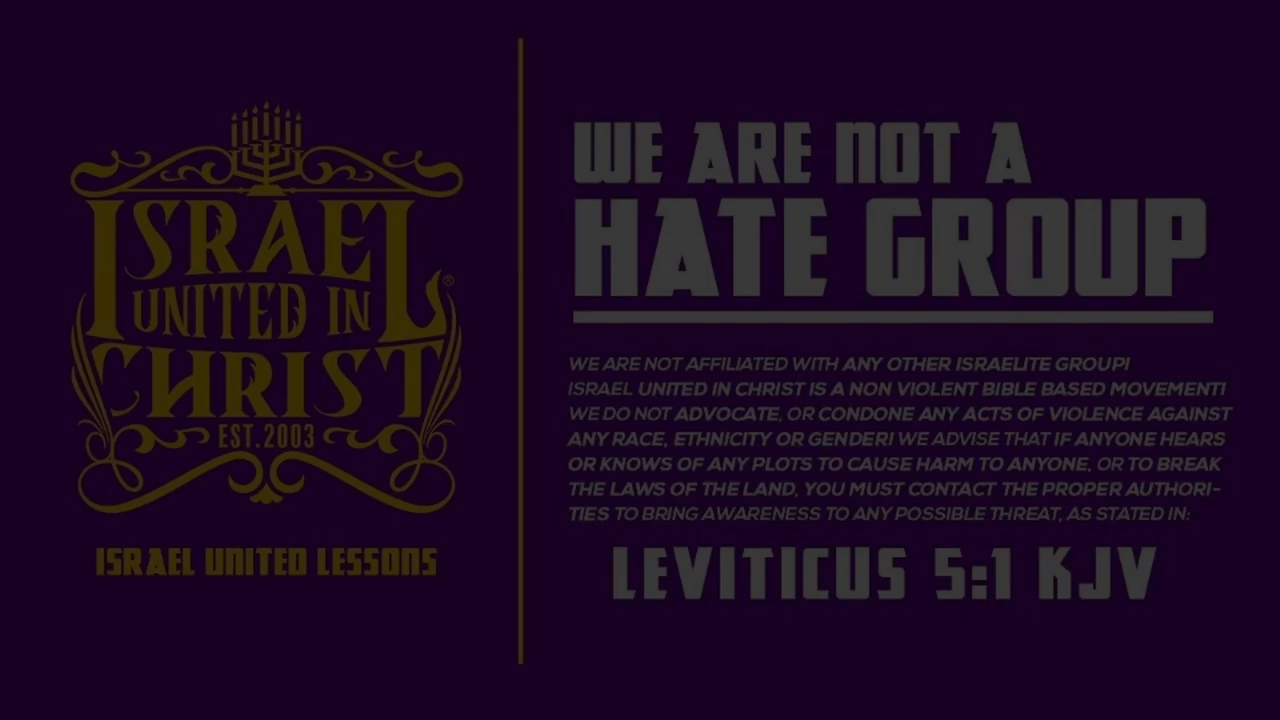 ISRAEL
UNITED IN
CHRIST
EST.2003
ISRAEL UNITED LESSONS
WE ARE NOT A
HATE GROUP
WE ARE NOT AFFILIATED WITH ANY OTHER ISRAELITE GROUP!
ISRAEL UNITED IN CHRIST IS A NON VIOLENT BIBLE BASED MOVEMENT!
WE DO NOT ADVOCATE, OR CONDONE ANY ACTS OF VIOLENCE AGAINST
ANY RACE, ETHNICITY OR GENDER! WE ADVISE THAT IF ANYONE HEARS
OR KNOWS OF ANY PLOTS TO CAUSE HARM TO ANYONE, OR TO BREAK
THE LAWS OF THE LAND, YOU MUST CONTACT THE PROPER AUTHORI-
TIES TO BRING AWARENESS TO ANY POSSIBLE THREAT, AS STATED IN:
LEVITICUS 5:1 KJV